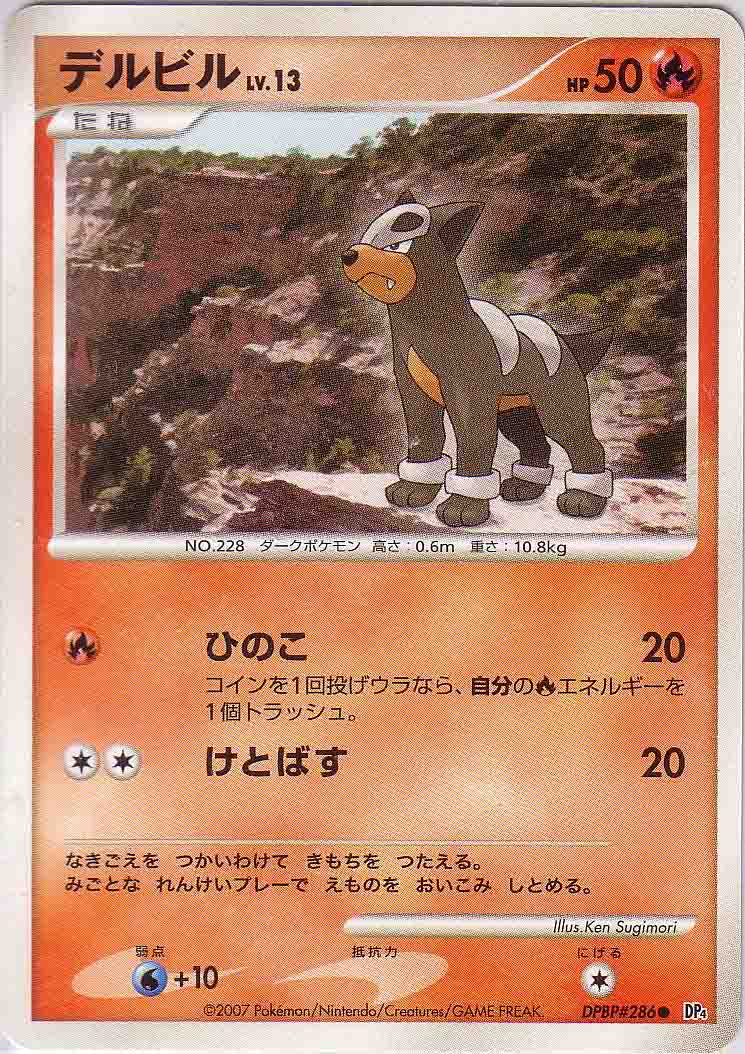 デルビル LV.13 HP 50
たね
NO.228 ダークポケモン 高さ:0.6m 重さ:10.8kg
ひのこ 20
コインを1回投げウラなら、自分の エネルギーを
1個トラッシュ。
けとばす 20
なきごえを つかいわけて きもちを つたえる。
みごとな れんけいプレーで えものを おいこみ しとめる。
Illus. Ken Sugimori
弱点 抵抗力 にげる
+10
©2007 Pokémon/Nintendo/Creatures/GAME FREAK.
DPBP#286 DP4